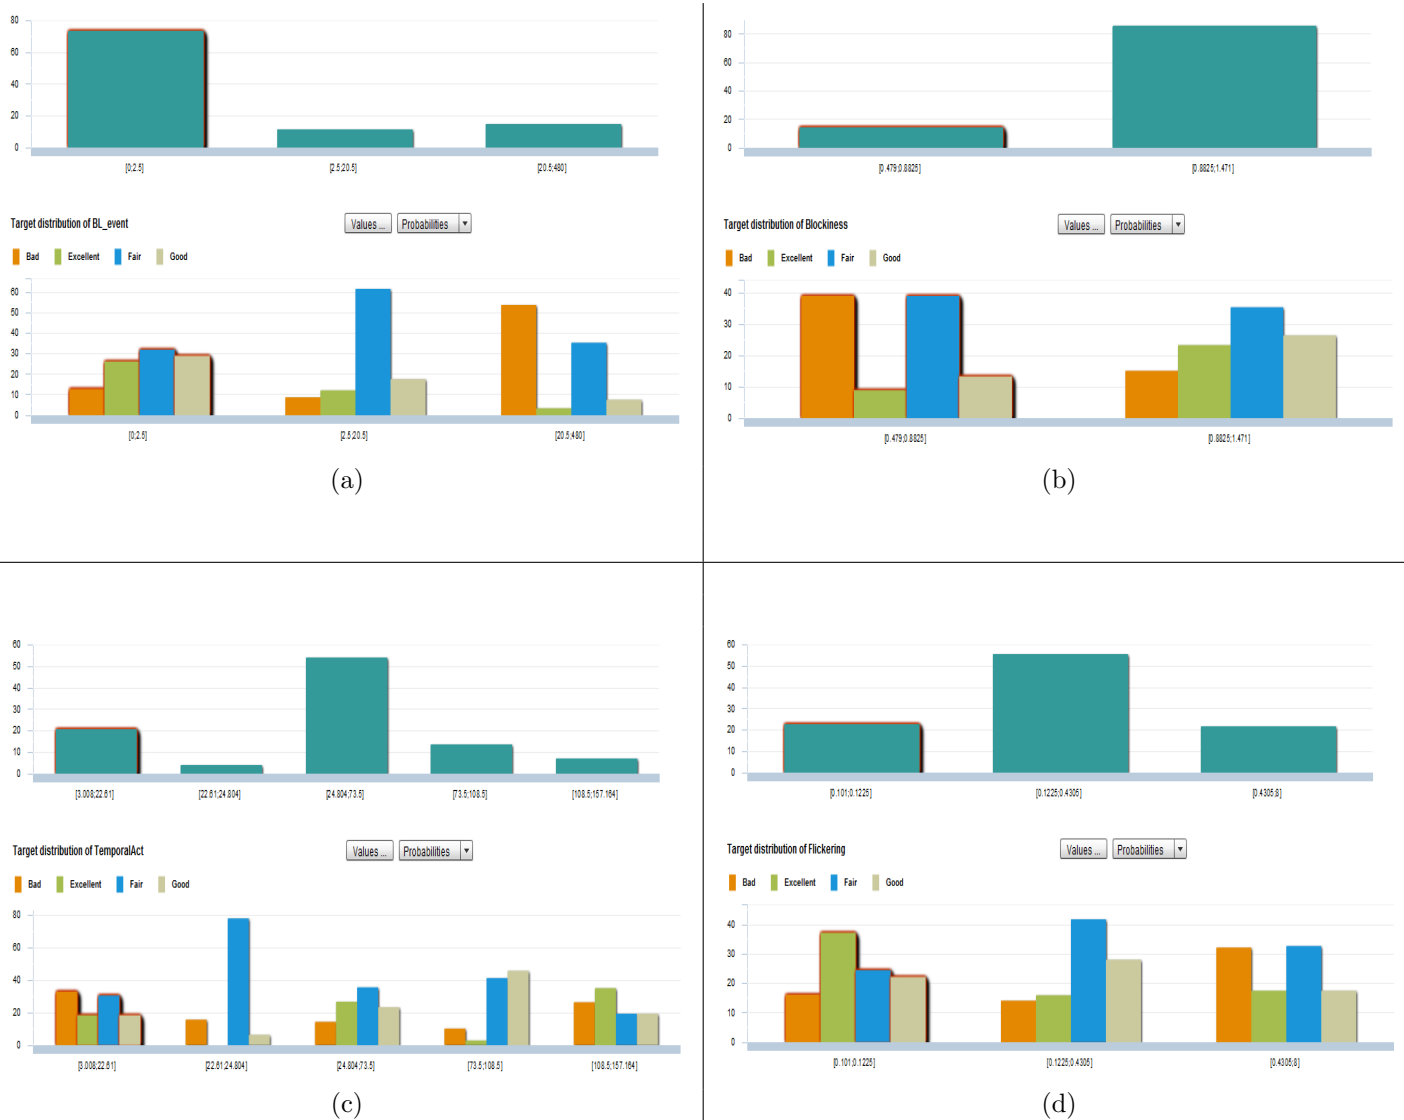 80
60
40
20
0
[0;2.5] [2.5;20.5] [20.5;480]
Target distribution of BL_event Values ... Probabilities
Bad Excellent Fair Good
60
50
40
30
20
10
0
[0;2.5] [2.5;20.5] [20.5;480]
(a)
80
60
40
20
0
[0.479;0.8825] [0.8825;1.471]
Target distribution of Blockiness Values ... Probabilities
Bad Excellent Fair Good
40
30
20
10
0
[0.479;0.8825] [0.8825;1.471]
(b)
60
50
40
30
20
10
0
[3.008;22.61] [22.61;24.804] [24.804;73.5] [73.5;108.5] [108.5;157.164]
Target distribution of TemporalAct Values ... Probabilities
Bad Excellent Fair Good
80
60
40
20
0
[3.008;22.61] [22.61;24.804] [24.804;73.5] [73.5;108.5] [108.5;157.164]
(c)
60
50
40
30
20
10
0
[0.101;0.1225] [0.1225;0.4305] [0.4305;8]
Target distribution of Flickering Values ... Probabilities
Bad Excellent Fair Good
40
30
20
10
0
[0.101;0.1225] [0.1225;0.4305] [0.4305;8]
(d)